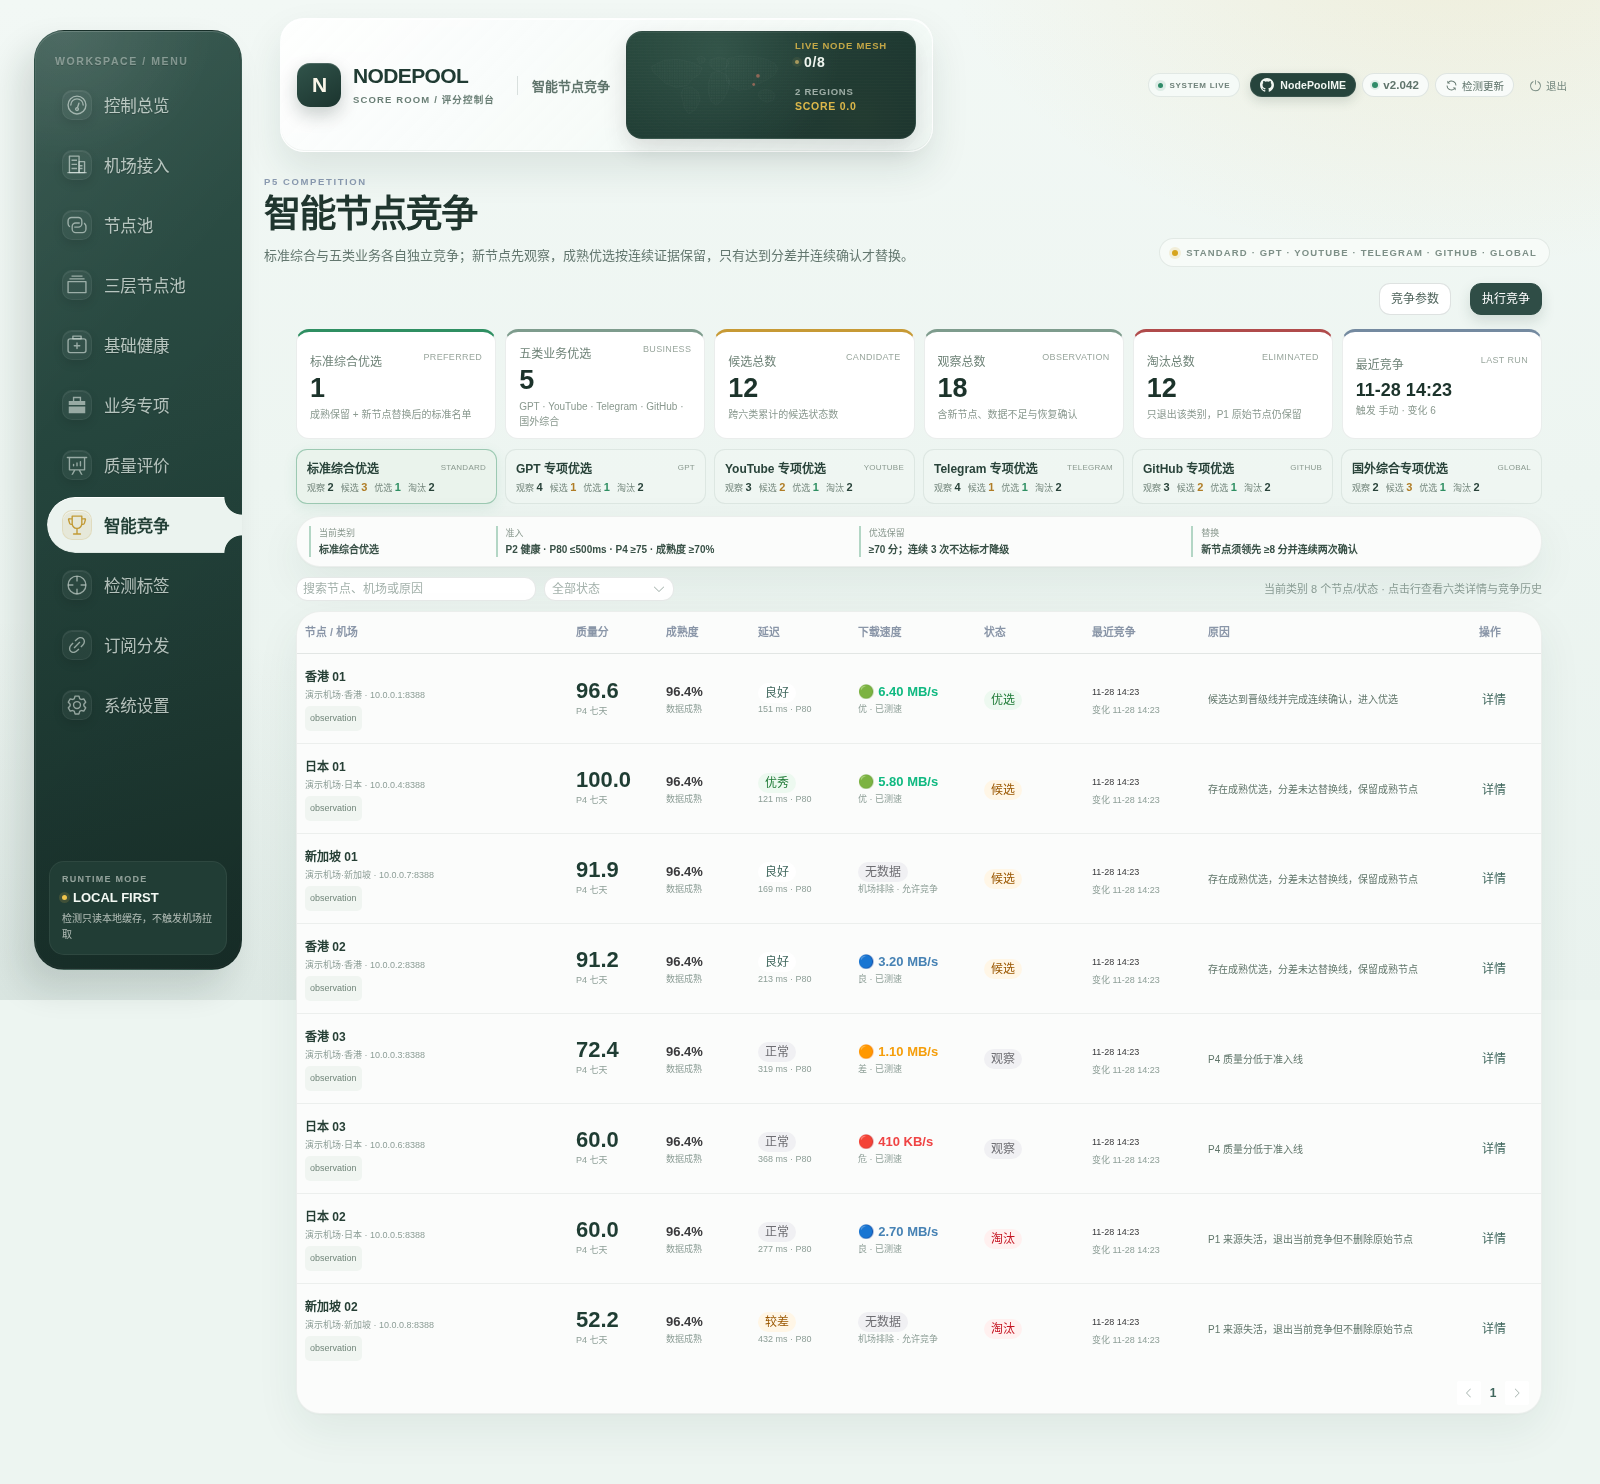 WORKSPACE / MENU
控制总览
机场接入
节点池
三层节点池
基础健康
业务专项
质量评价
智能竞争
检测标签
订阅分发
系统设置
RUNTIME MODE
LOCAL FIRST
检测只读本地缓存，不触发机场拉
取
N
NODEPOOL
SCORE ROOM / 评分控制台
智能节点竞争
LIVE NODE MESH
0/8
2 REGIONS
SCORE 0.0
SYSTEM LIVE
NodePoolME
v2.042
检测更新
退出
P5 COMPETITION
智能节点竞争
标准综合与五类业务各自独立竞争；新节点先观察，成熟优选按连续证据保留，只有达到分差并连续确认才替换。
STANDARD · GPT · YOUTUBE · TELEGRAM · GITHUB · GLOBAL
竞争参数
执行竞争
标准综合优选 PREFERRED
1
成熟保留 + 新节点替换后的标准名单
五类业务优选 BUSINESS
5
GPT · YouTube · Telegram · GitHub ·
国外综合
候选总数 CANDIDATE
12
跨六类累计的候选状态数
观察总数 OBSERVATION
18
含新节点、数据不足与恢复确认
淘汰总数 ELIMINATED
12
只退出该类别，P1 原始节点仍保留
最近竞争 LAST RUN
11-28 14:23
触发 手动 · 变化 6
标准综合优选 STANDARD
观察 2 候选 3 优选 1 淘汰 2
GPT 专项优选 GPT
观察 4 候选 1 优选 1 淘汰 2
YouTube 专项优选 YOUTUBE
观察 3 候选 2 优选 1 淘汰 2
Telegram 专项优选 TELEGRAM
观察 4 候选 1 优选 1 淘汰 2
GitHub 专项优选 GITHUB
观察 3 候选 2 优选 1 淘汰 2
国外综合专项优选 GLOBAL
观察 2 候选 3 优选 1 淘汰 2
当前类别
标准综合优选
准入
P2 健康 · P80 ≤500ms · P4 ≥75 · 成熟度 ≥70%
优选保留
≥70 分；连续 3 次不达标才降级
替换
新节点须领先 ≥8 分并连续两次确认
搜索节点、机场或原因
全部状态
当前类别 8 个节点/状态 · 点击行查看六类详情与竞争历史
节点 / 机场 质量分 成熟度 延迟 下载速度 状态 最近竞争 原因 操作
香港 01
演示机场·香港 · 10.0.0.1:8388
observation
96.6
P4 七天
96.4%
数据成熟
良好
151 ms · P80
6.40 MB/s
优 · 已测速
优选
11-28 14:23
变化 11-28 14:23
候选达到晋级线并完成连续确认，进入优选
详情
日本 01
演示机场·日本 · 10.0.0.4:8388
observation
100.0
P4 七天
96.4%
数据成熟
优秀
121 ms · P80
5.80 MB/s
优 · 已测速
候选
11-28 14:23
变化 11-28 14:23
存在成熟优选，分差未达替换线，保留成熟节点
详情
新加坡 01
演示机场·新加坡 · 10.0.0.7:8388
observation
91.9
P4 七天
96.4%
数据成熟
良好
169 ms · P80
无数据
机场排除 · 允许竞争
候选
11-28 14:23
变化 11-28 14:23
存在成熟优选，分差未达替换线，保留成熟节点
详情
香港 02
演示机场·香港 · 10.0.0.2:8388
observation
91.2
P4 七天
96.4%
数据成熟
良好
213 ms · P80
3.20 MB/s
良 · 已测速
候选
11-28 14:23
变化 11-28 14:23
存在成熟优选，分差未达替换线，保留成熟节点
详情
香港 03
演示机场·香港 · 10.0.0.3:8388
observation
72.4
P4 七天
96.4%
数据成熟
正常
319 ms · P80
1.10 MB/s
差 · 已测速
观察
11-28 14:23
变化 11-28 14:23
P4 质量分低于准入线
详情
日本 03
演示机场·日本 · 10.0.0.6:8388
observation
60.0
P4 七天
96.4%
数据成熟
正常
368 ms · P80
410 KB/s
危 · 已测速
观察
11-28 14:23
变化 11-28 14:23
P4 质量分低于准入线
详情
日本 02
演示机场·日本 · 10.0.0.5:8388
observation
60.0
P4 七天
96.4%
数据成熟
正常
277 ms · P80
2.70 MB/s
良 · 已测速
淘汰
11-28 14:23
变化 11-28 14:23
P1 来源失活，退出当前竞争但不删除原始节点
详情
新加坡 02
演示机场·新加坡 · 10.0.0.8:8388
observation
52.2
P4 七天
96.4%
数据成熟
较差
432 ms · P80
无数据
机场排除 · 允许竞争
淘汰
11-28 14:23
变化 11-28 14:23
P1 来源失活，退出当前竞争但不删除原始节点
详情
1